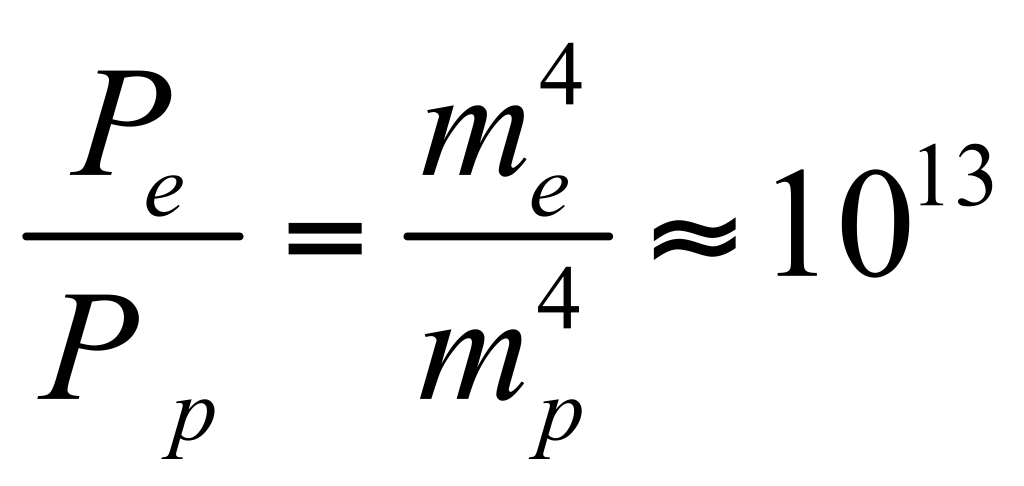 P_e / P_p = m_e^4 / m_p^4 ≈ 10^13